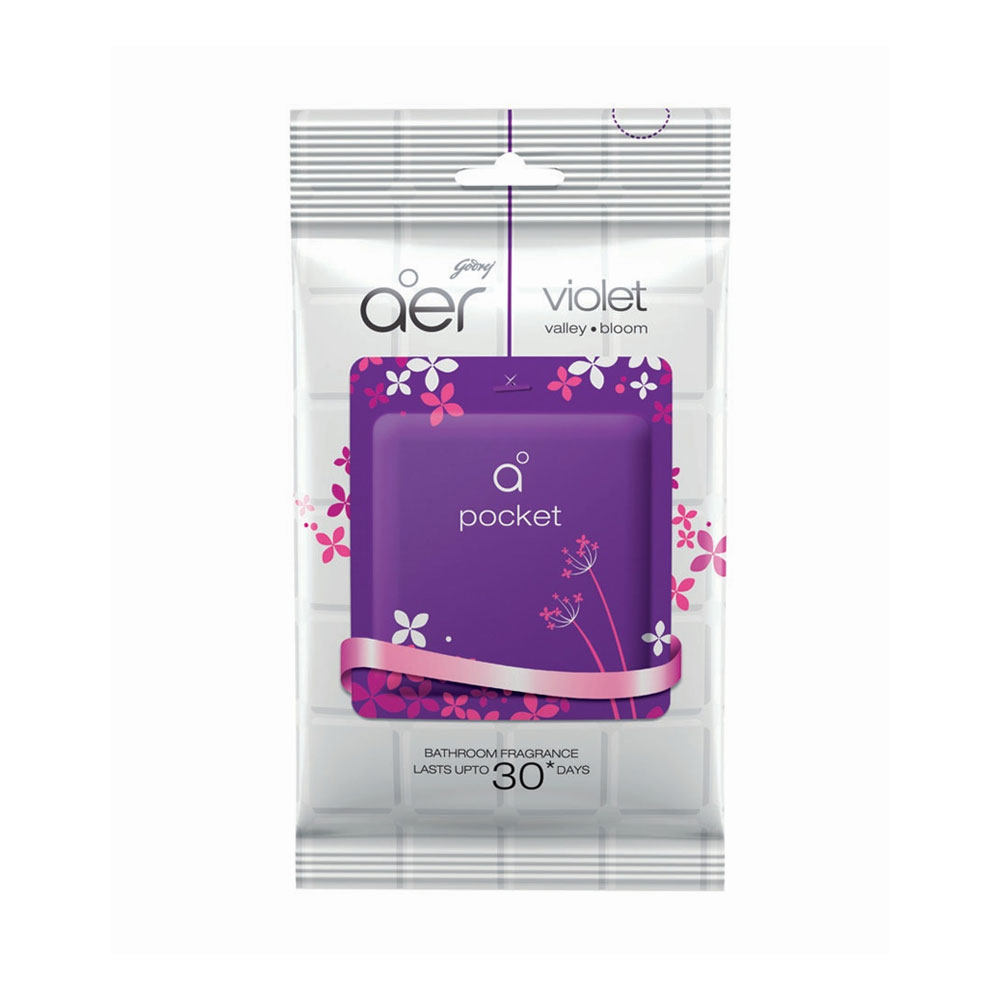 Godrej
aer
violet
valley • bloom
a
pocket
BATHROOM FRAGRANCE
LASTS UPTO 30* DAYS